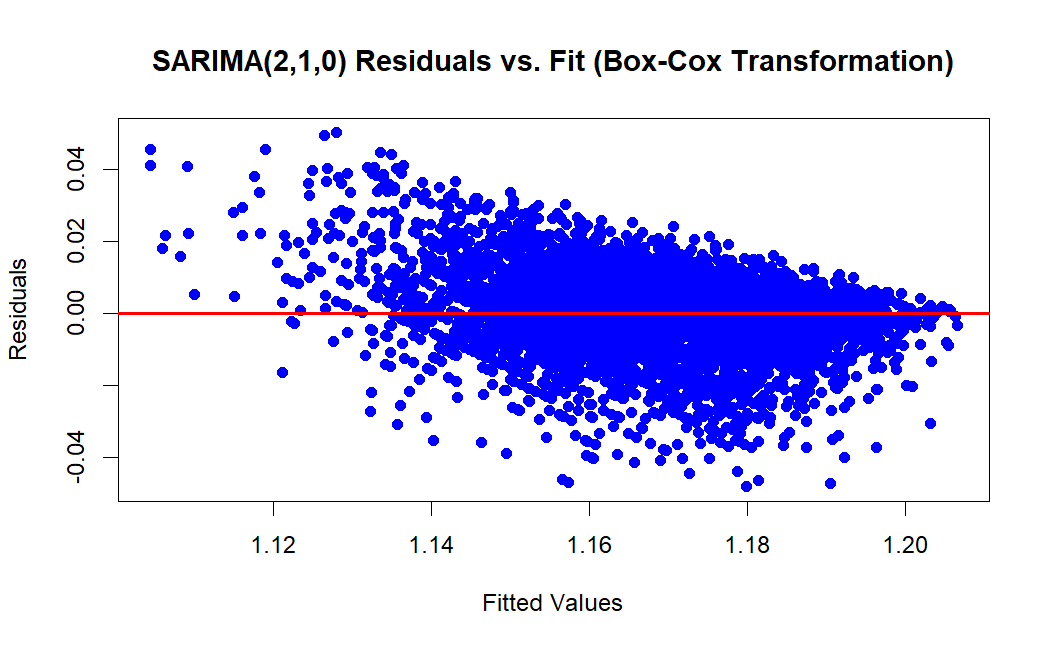 SARIMA(2,1,0) Residuals vs. Fit (Box-Cox Transformation)
0.04
0.02
0.00
-0.04
Residuals
1.12 1.14 1.16 1.18 1.20
Fitted Values